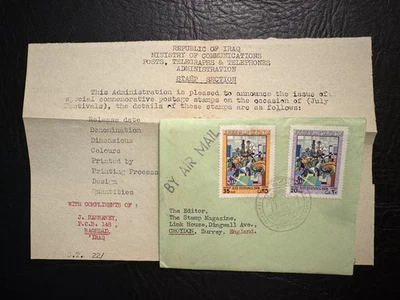 REPUBLIC OF IRAQ
MINISTRY OF COMMUNICATIONS
POSTS, TELEGRAPHS & TELEPHONES
ADMINISTRATION
STAMP SECTION
This Administration is pleased to announce the issue of
special commemorative postage stamps on the occasion of (July
Festivals), the details of these stamps are as follows:
Release date
Denomination
Dimensions
Colours
Printed by
Printing Process
Design
Quantities
WITH COMPLIMENTS OF :
P.O.B. 148,
BAGHDAD,
IRAQ
BY AIR MAIL
The Editor,
The Stamp Magazine,
Link House, Dingwall Ave.,
CROYDON, Surrey, England.